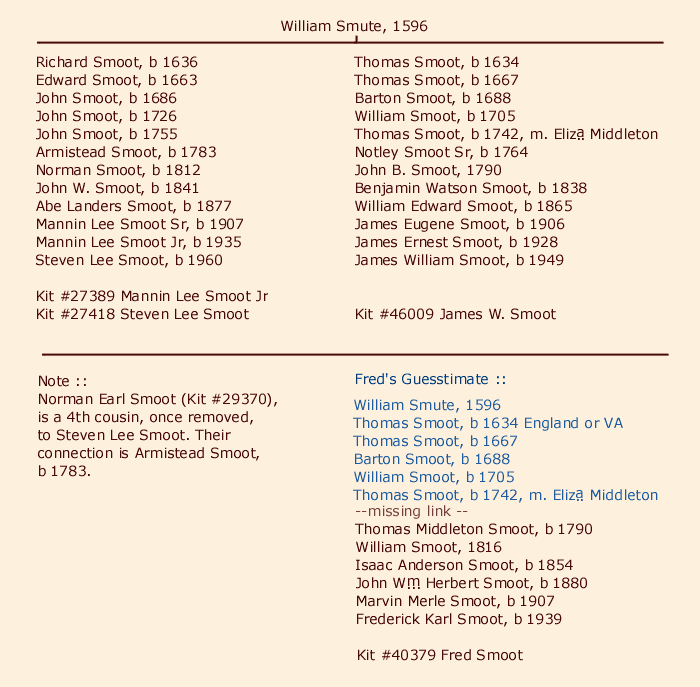 William Smute, 1596
Richard Smoot, b 1636
Edward Smoot, b 1663
John Smoot, b 1686
John Smoot, b 1726
John Smoot, b 1755
Armistead Smoot, b 1783
Norman Smoot, b 1812
John W. Smoot, b 1841
Abe Landers Smoot, b 1877
Mannin Lee Smoot Sr, b 1907
Mannin Lee Smoot Jr, b 1935
Steven Lee Smoot, b 1960
Kit #27389 Mannin Lee Smoot Jr
Kit #27418 Steven Lee Smoot
Thomas Smoot, b 1634
Thomas Smoot, b 1667
Barton Smoot, b 1688
William Smoot, b 1705
Thomas Smoot, b 1742, m. Eliza Middleton
Notley Smoot Sr, b 1764
John B. Smoot, 1790
Benjamin Watson Smoot, b 1838
William Edward Smoot, b 1865
James Eugene Smoot, b 1906
James Ernest Smoot, b 1928
James William Smoot, b 1949
Kit #46009 James W. Smoot
Note ::
Norman Earl Smoot (Kit #29370),
is a 4th cousin, once removed,
to Steven Lee Smoot. Their
connection is Armistead Smoot,
b 1783.
Fred's Guesstimate ::
William Smute, 1596
Thomas Smoot, b 1634 England or VA
Thomas Smoot, b 1667
Barton Smoot, b 1688
William Smoot, b 1705
Thomas Smoot, b 1742, m. Eliza Middleton
--missing link --
Thomas Middleton Smoot, b 1790
William Smoot, 1816
Isaac Anderson Smoot, b 1854
John Wm Herbert Smoot, b 1880
Marvin Merle Smoot, b 1907
Frederick Karl Smoot, b 1939
Kit #40379 Fred Smoot